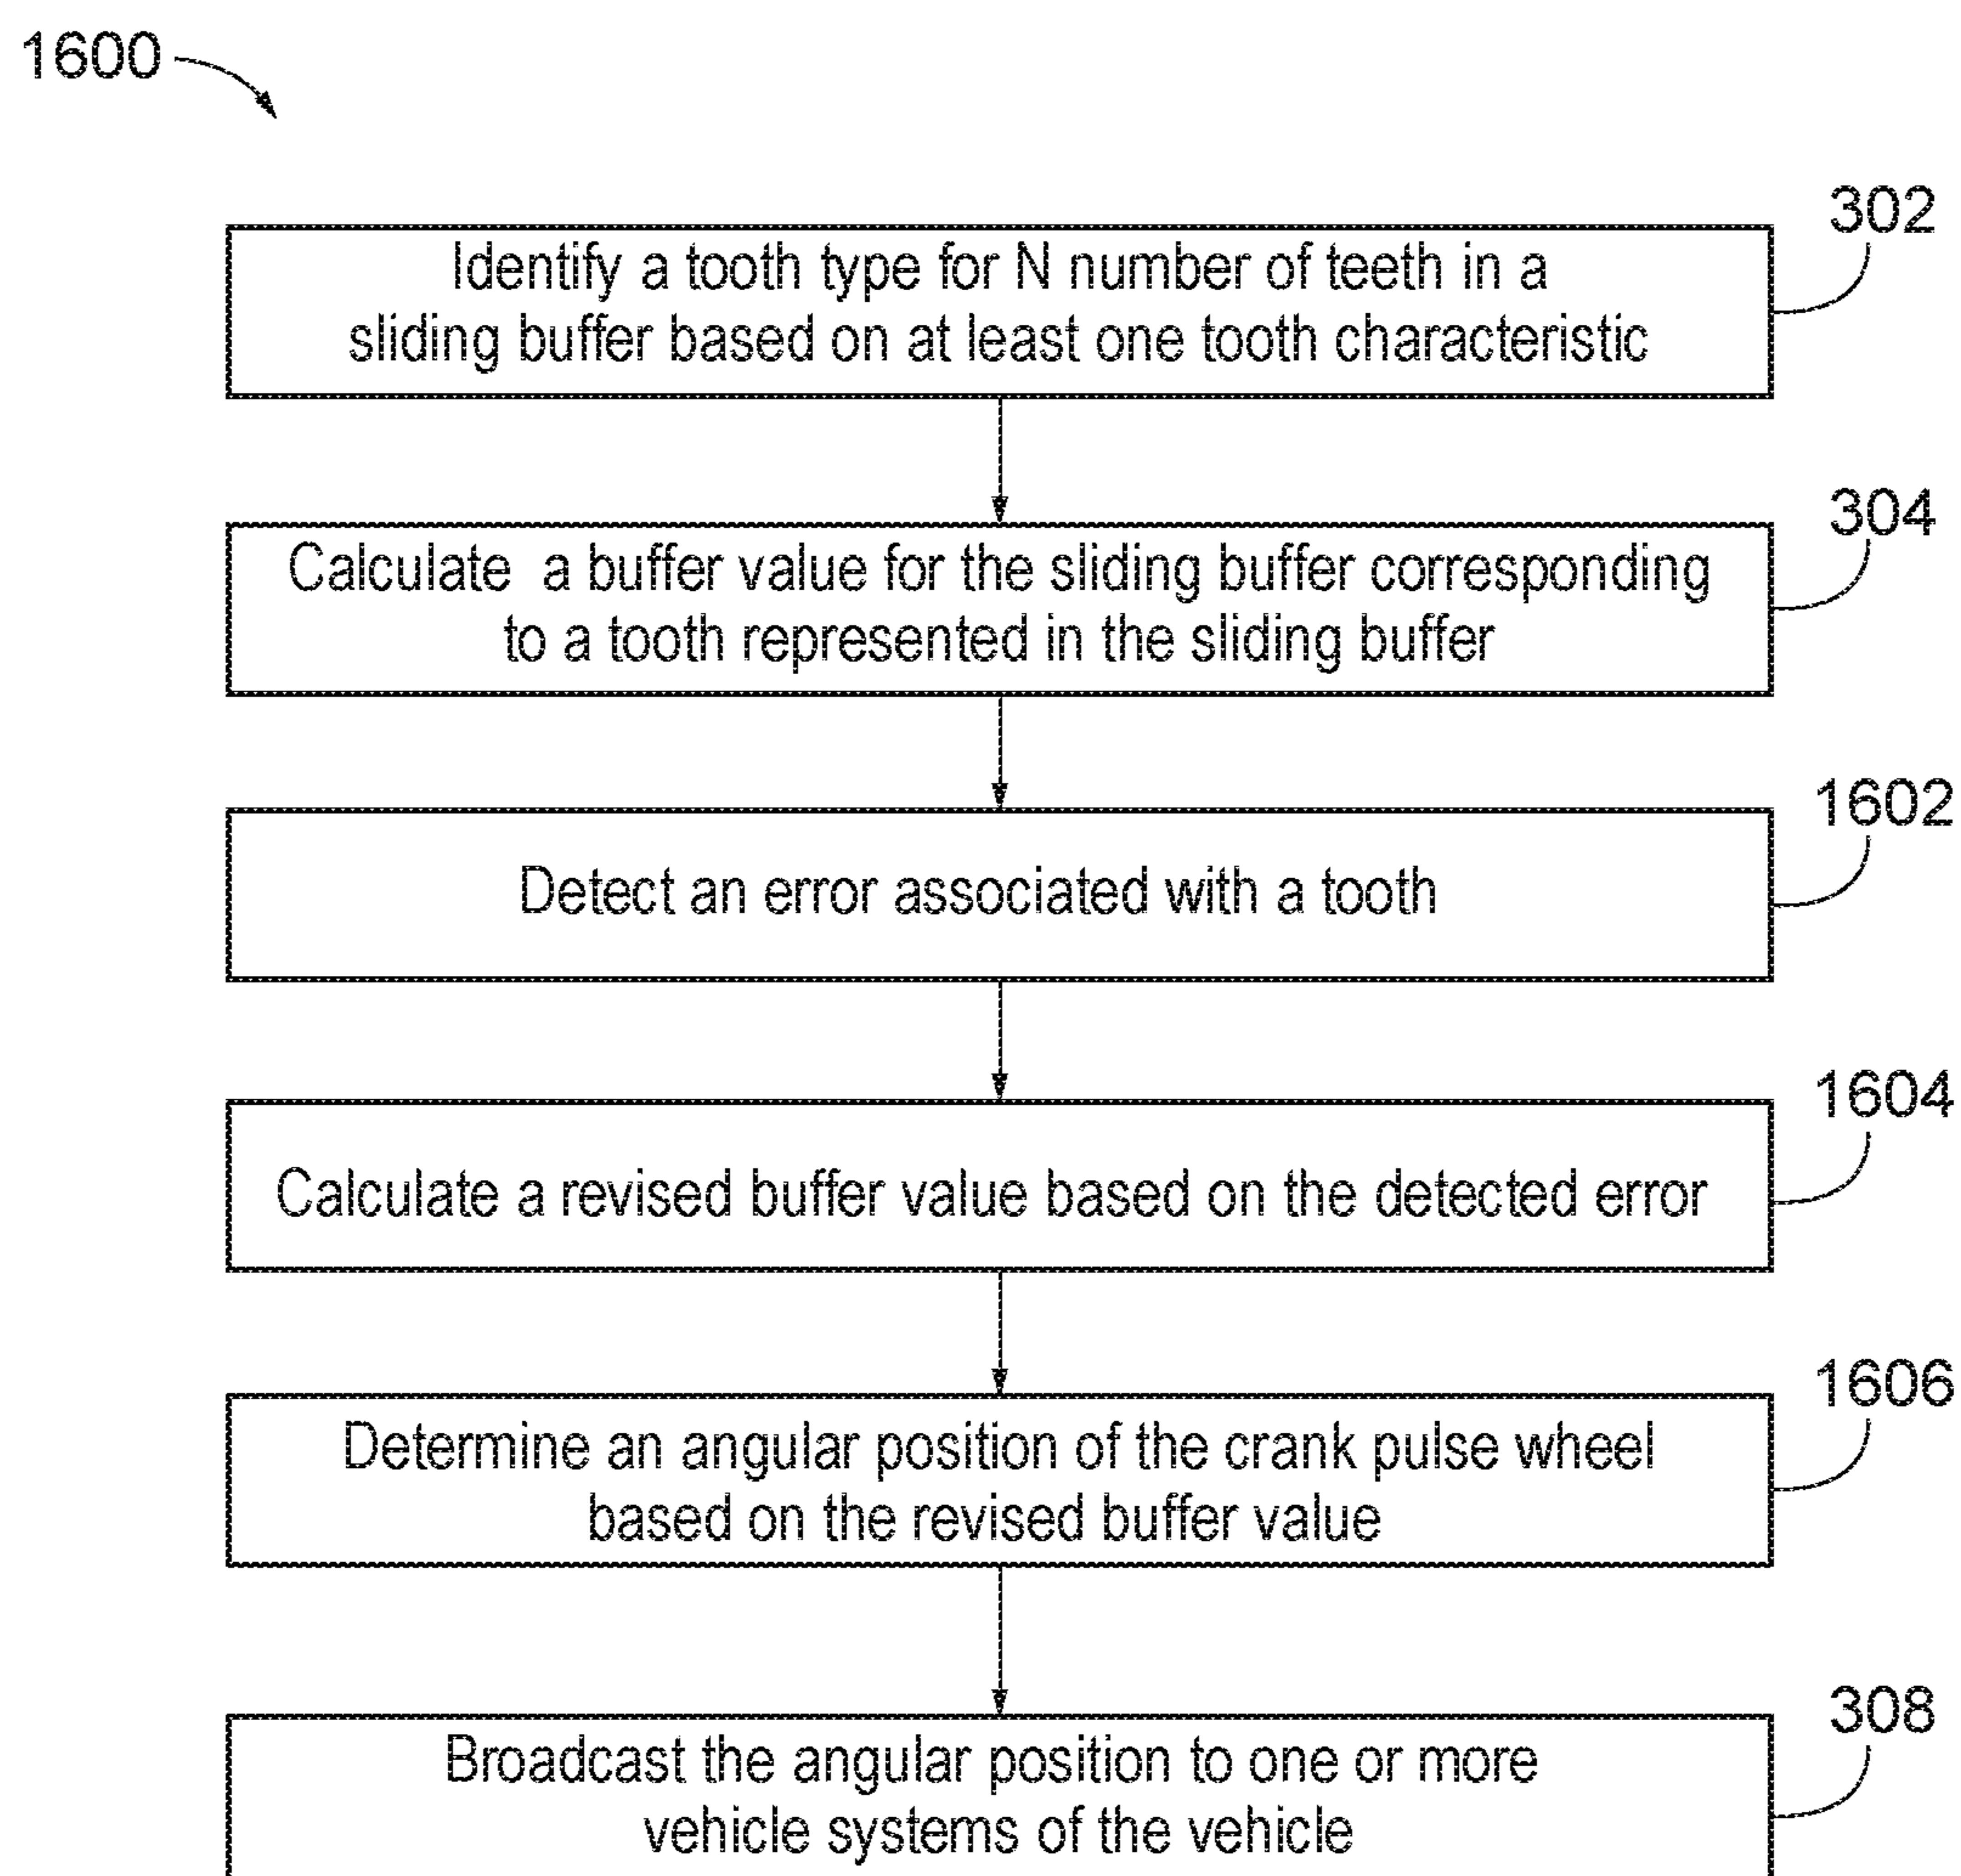 1600
302
Identify a tooth type for N number of teeth in a
sliding buffer based on at least one tooth characteristic
304
Calculate a buffer value for the sliding buffer corresponding
to a tooth represented in the sliding buffer
1602
Detect an error associated with a tooth
1604
Calculate a revised buffer value based on the detected error
1606
Determine an angular position of the crank pulse wheel
based on the revised buffer value
308
Broadcast the angular position to one or more
vehicle systems of the vehicle